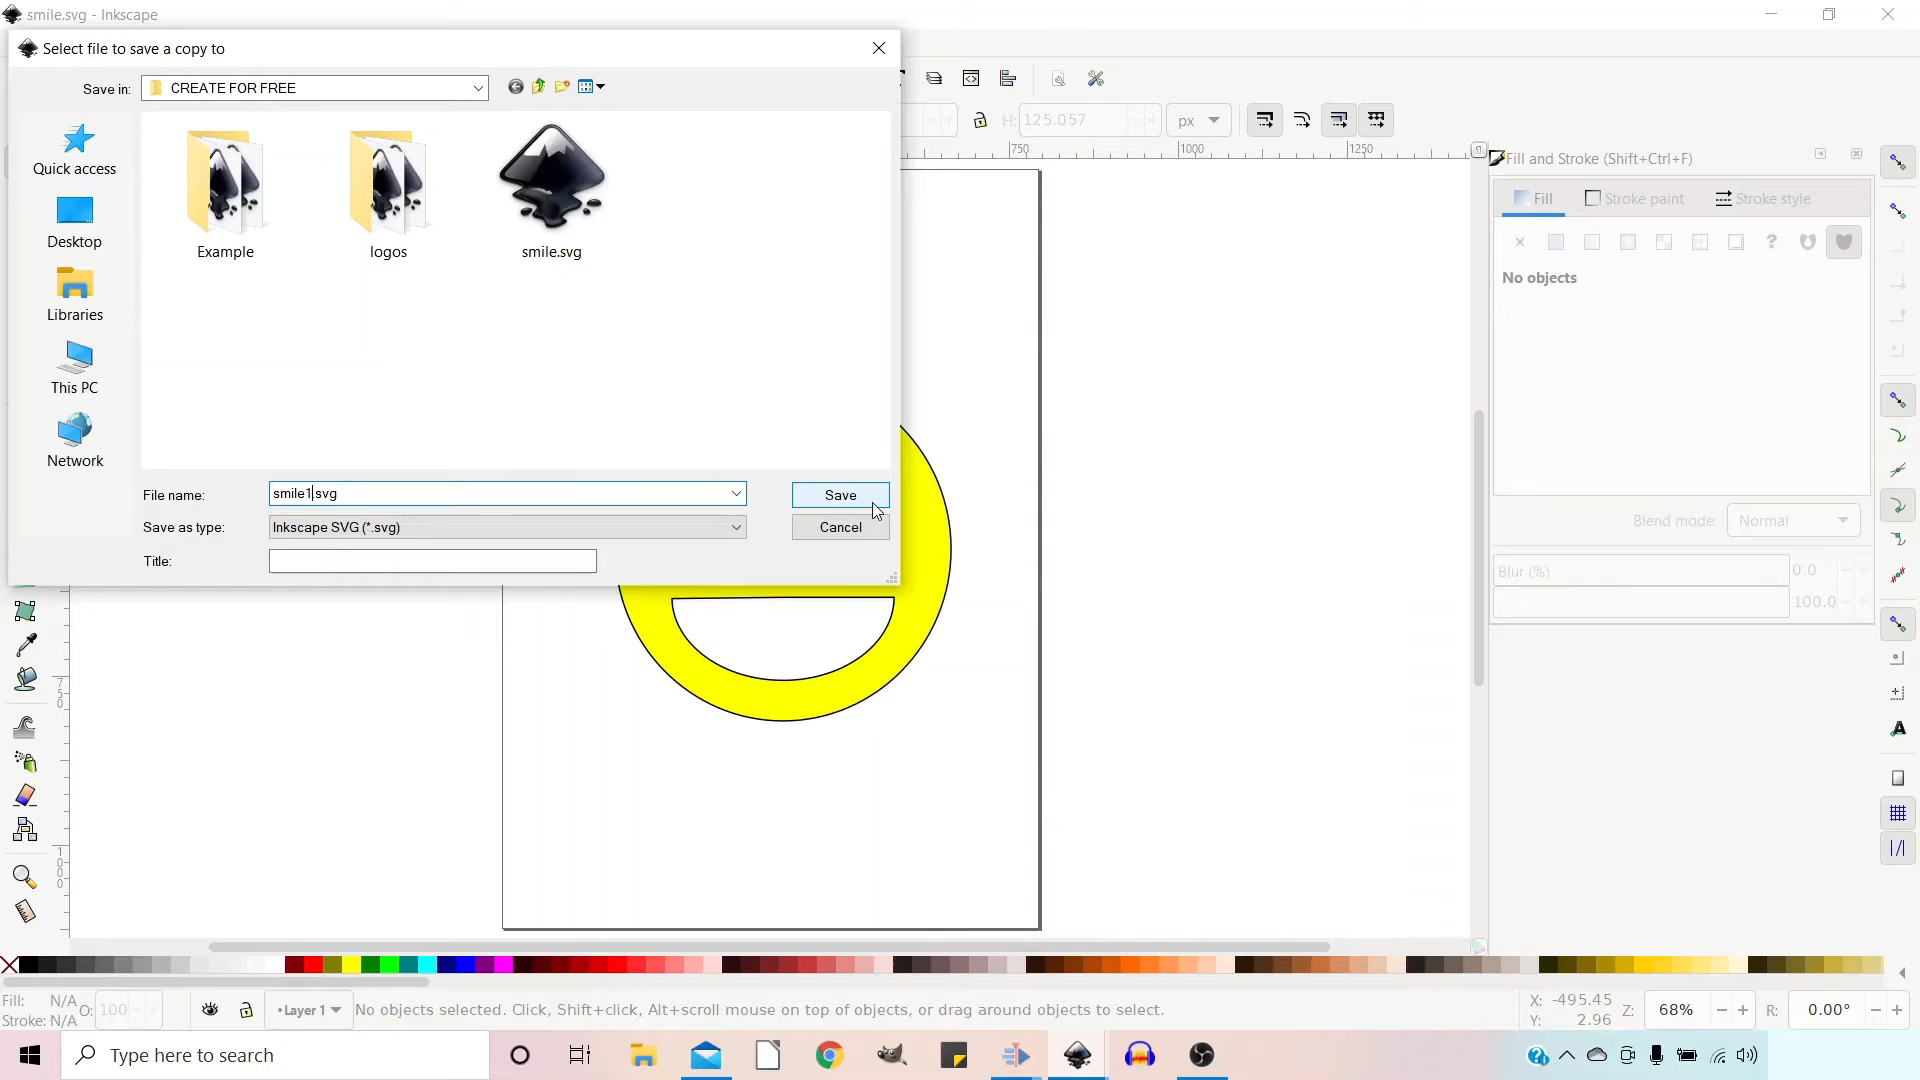 smile.svg - Inkscape
Select file to save a copy to
Save in:
CREATE FOR FREE
Quick access
Desktop
Libraries
This PC
Network
Example
logos
smile.svg
File name:
smile1.svg
Save
Save as type:
Inkscape SVG (*.svg)
Cancel
Title:
H:
125.057
px
750
1000
1250
Fill and Stroke (Shift+Ctrl+F)
Fill
Stroke paint
Stroke style
No objects
Blend mode:
Normal
Blur (%)
0.0
100.0
750
1000
Fill:
N/A
Stroke:
N/A
O:
100
•Layer 1
No objects selected. Click, Shift+click, Alt+scroll mouse on top of objects, or drag around objects to select.
X: -495.45
Y: 2.96
Z: 68%
R: 0.00°
Type here to search